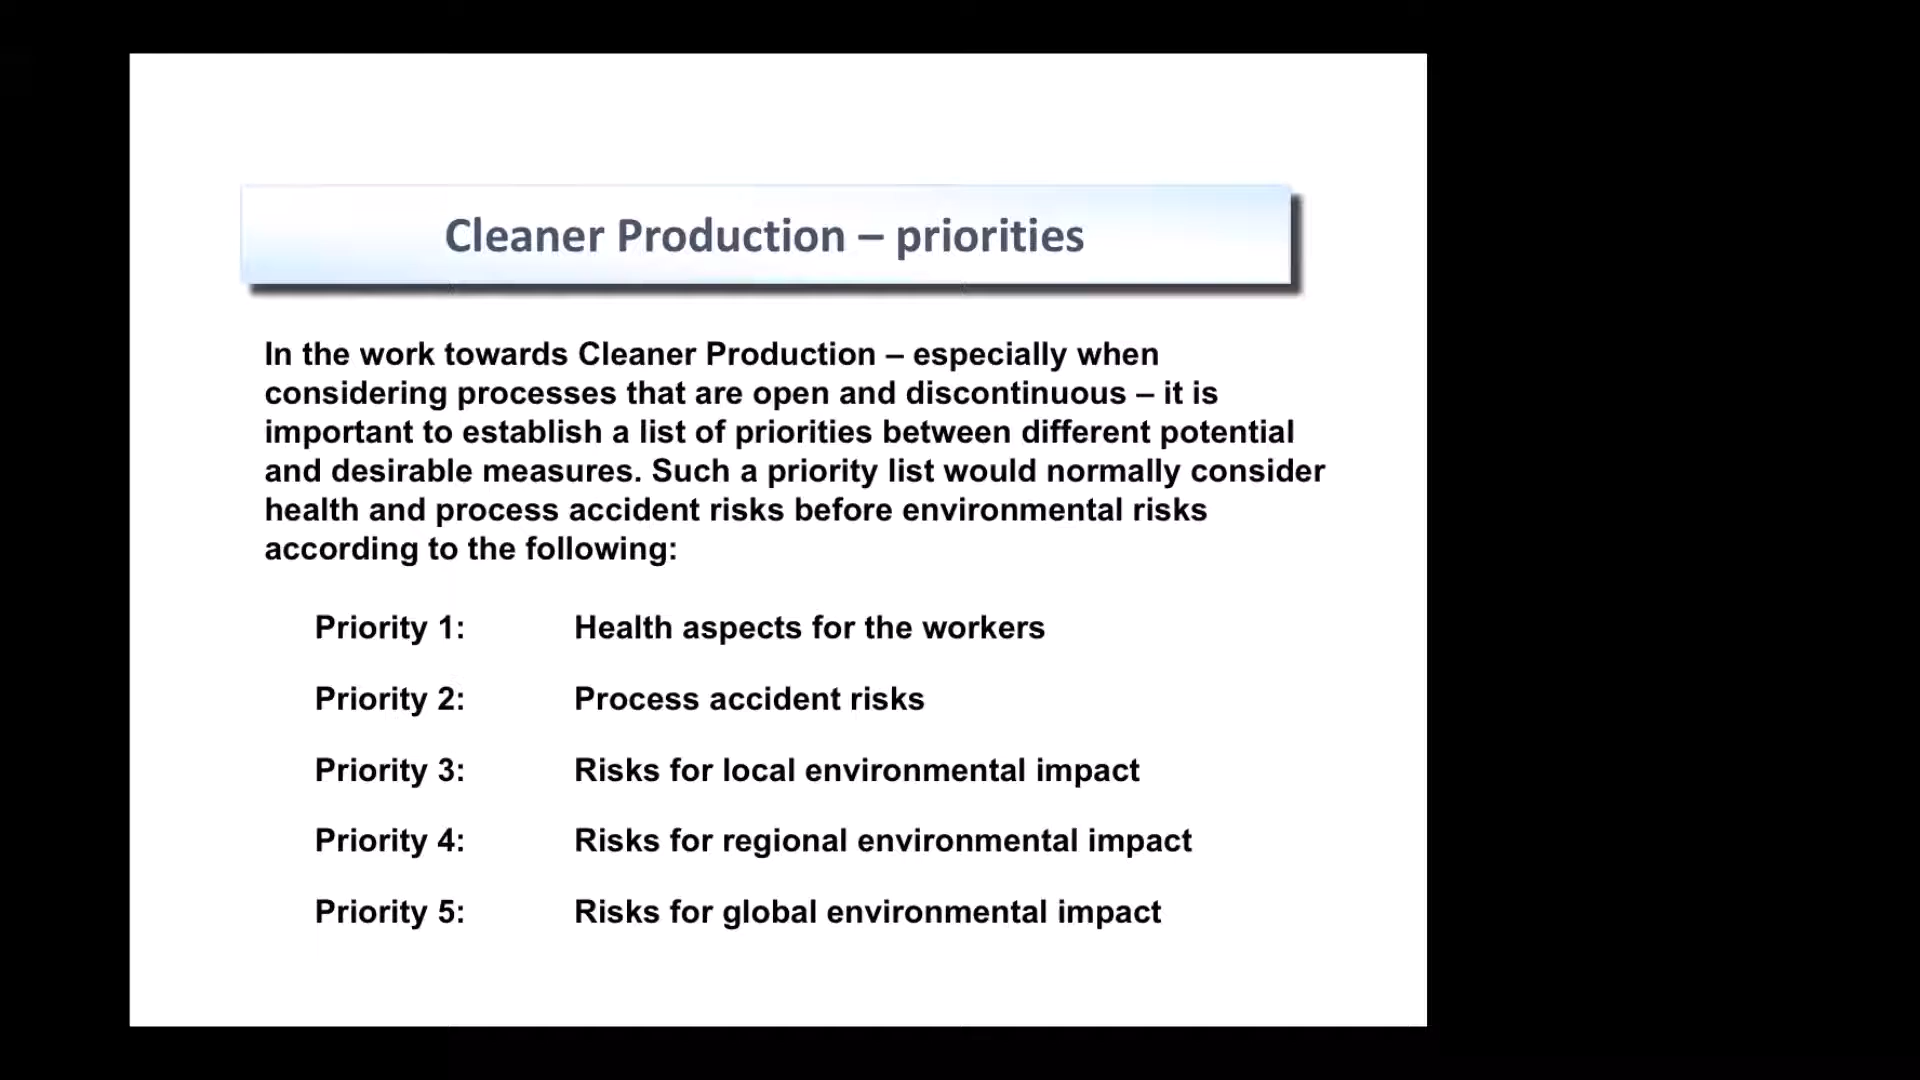 Cleaner Production – priorities
In the work towards Cleaner Production – especially when
considering processes that are open and discontinuous – it is
important to establish a list of priorities between different potential
and desirable measures. Such a priority list would normally consider
health and process accident risks before environmental risks
according to the following:
Priority 1: Health aspects for the workers
Priority 2: Process accident risks
Priority 3: Risks for local environmental impact
Priority 4: Risks for regional environmental impact
Priority 5: Risks for global environmental impact